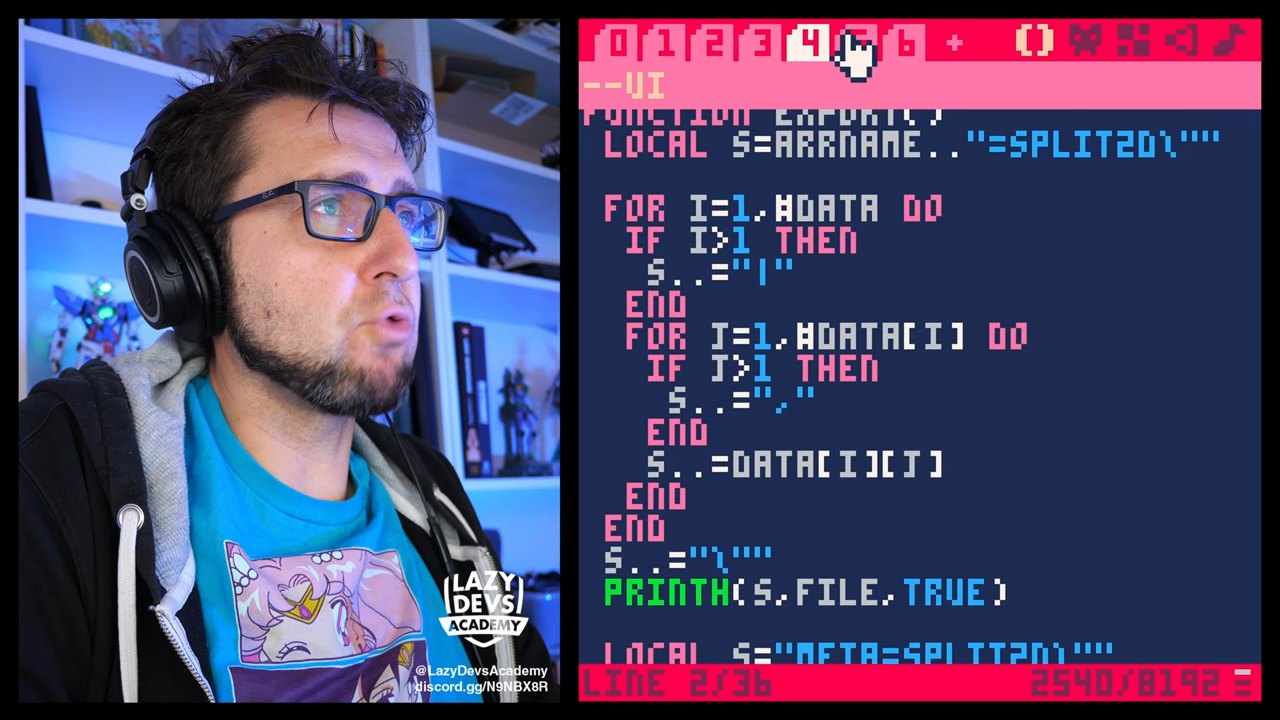 LAZY
DEVS
ACADEMY
@LazyDevsAcademy
discord.gg/N9NBX8R
0 1 2 3 4 5 6 +
--UI
FUNCTION EXPORT()
LOCAL S=ARRNAME.."=SPLIT2D\""
FOR I=1,#DATA DO
IF I>1 THEN
S..="|"
END
FOR J=1,#DATA[I] DO
IF J>1 THEN
S..=","
END
S..=DATA[I][J]
END
END
S..="\""
PRINTH(S,FILE,TRUE)
LOCAL S="META=SPLIT2D\""
LINE 2/36
2540/8192